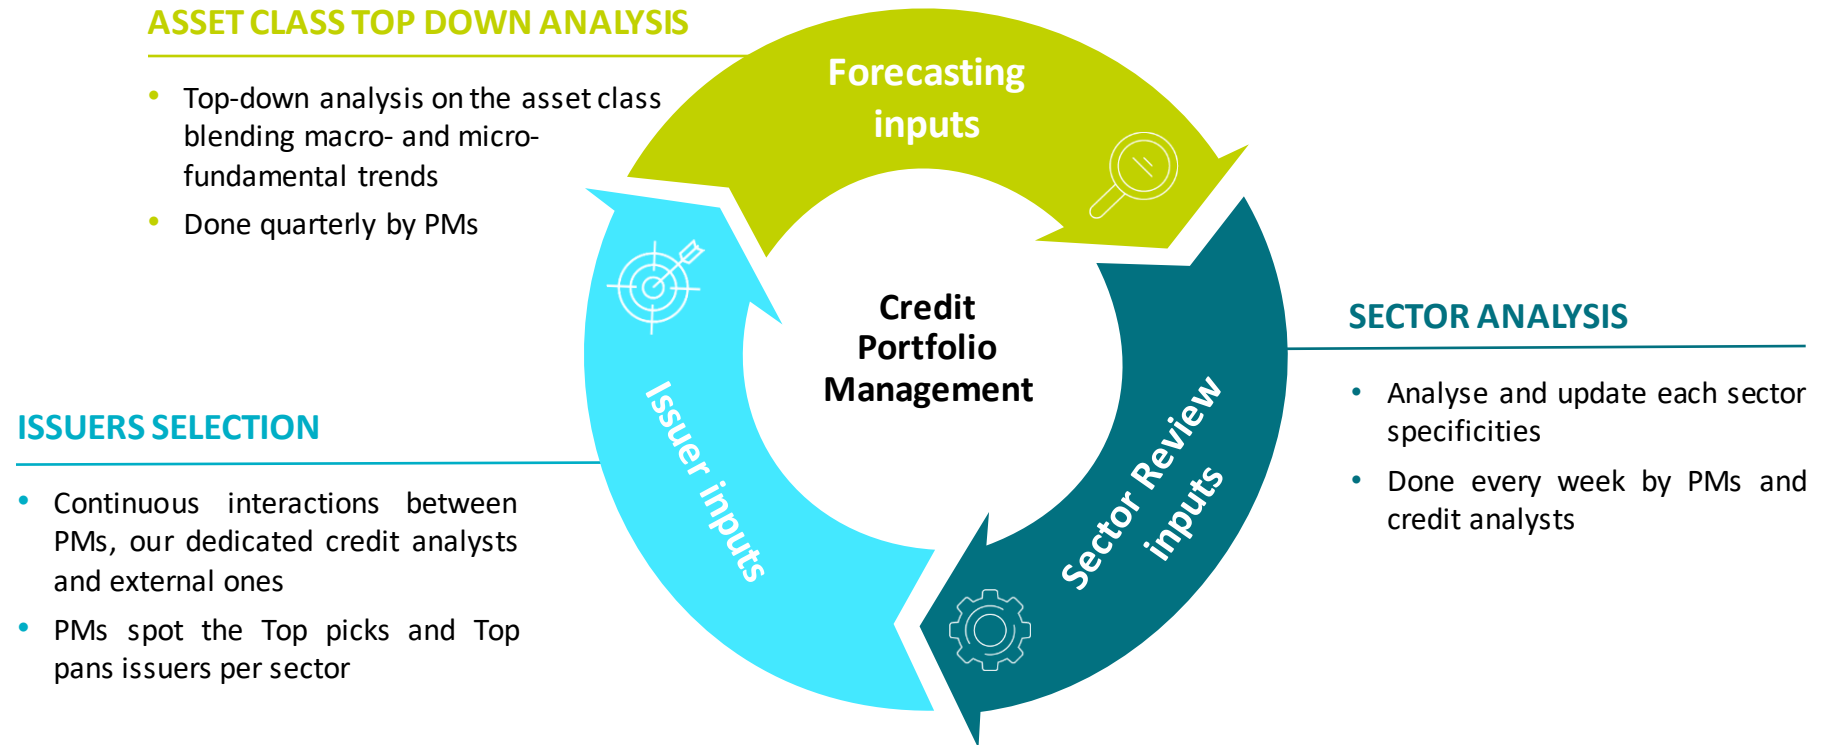 ASSET CLASS TOP DOWN ANALYSIS
• Top-down analysis on the asset class
blending macro- and micro-
fundamental trends
• Done quarterly by PMs
Forecasting
inputs
Credit
Portfolio
Management
SECTOR ANALYSIS
• Analyse and update each sector
specificities
• Done every week by PMs and
credit analysts
Sector Review
inputs
ISSUERS SELECTION
• Continuous interactions between
PMs, our dedicated credit analysts
and external ones
• PMs spot the Top picks and Top
pans issuers per sector
Issuer inputs